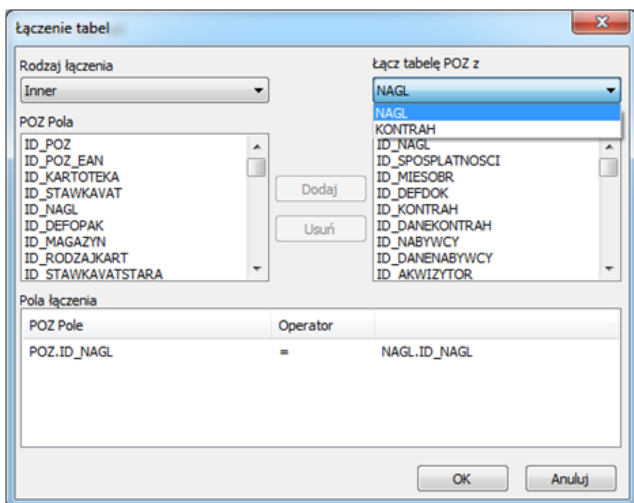 Łączenie tabel
Rodzaj łączenia
Łącz tabelę POZ z
Inner
NAGL
NAGL
KONTRAH
POZ Pola
ID_POZ
ID_POZ_EAN
ID_KARTOTEKA
ID_STAWKAVAT
ID_NAGL
ID_DEFOPAK
ID_MAGAZYN
ID_RODZAJKART
ID_STAWKAVATSTARA
Dodaj
Usuń
ID_NAGL
ID_SPOSPLATNOSCI
ID_MIESOBR
ID_DEFDOK
ID_KONTRAH
ID_DANEKONTRAH
ID_NABYWCY
ID_DANENABYWCY
ID_AKWIZYTOR
Pola łączenia
POZ Pole Operator
POZ.ID_NAGL = NAGL.ID_NAGL
OK Anuluj